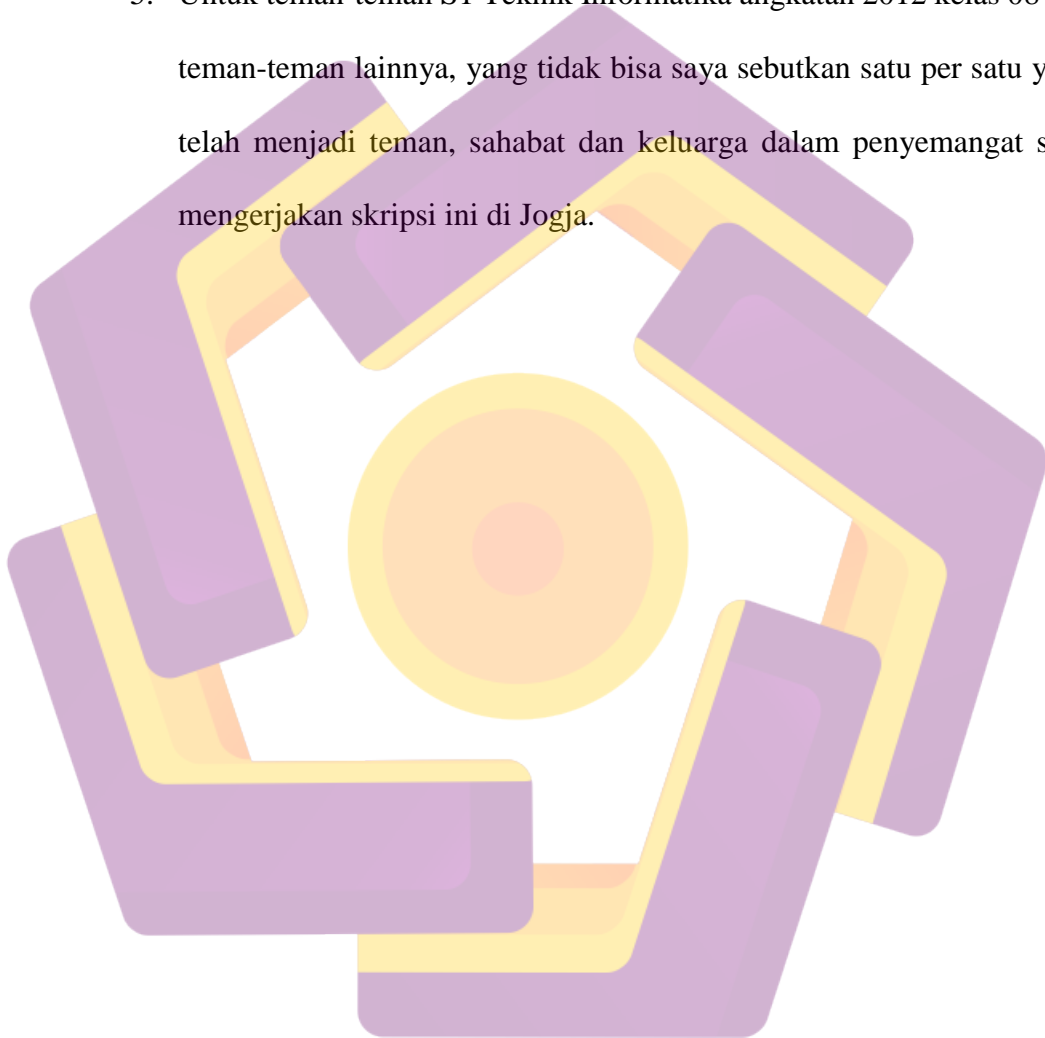 Untuk teman-teman S1 Teknik Informatika angkatan 2012 kelas 08
teman-teman lainnya, yang tidak bisa saya sebutkan satu per satu y
telah menjadi teman, sahabat dan keluarga dalam penyemangat s
mengerjakan skripsi ini di Jogja.